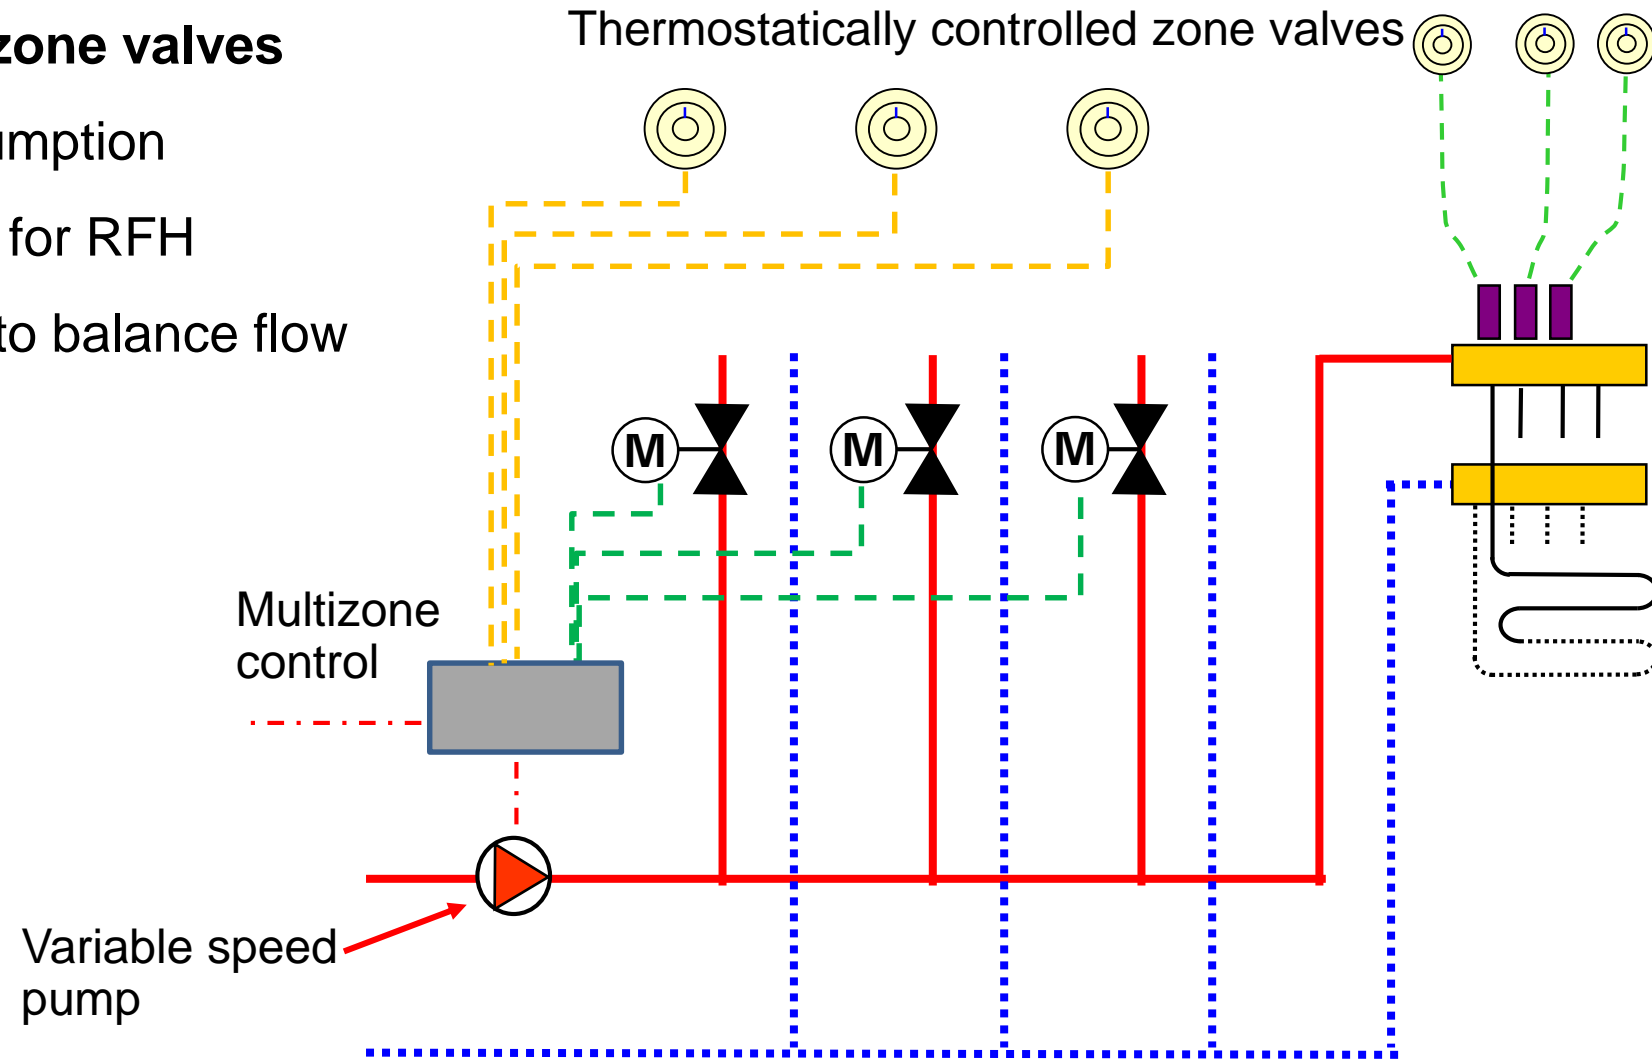 zone valves
umption
for RFH
to balance flow
Thermostatically controlled zone valves
M
M
M
Multizone
control
Variable speed
pump